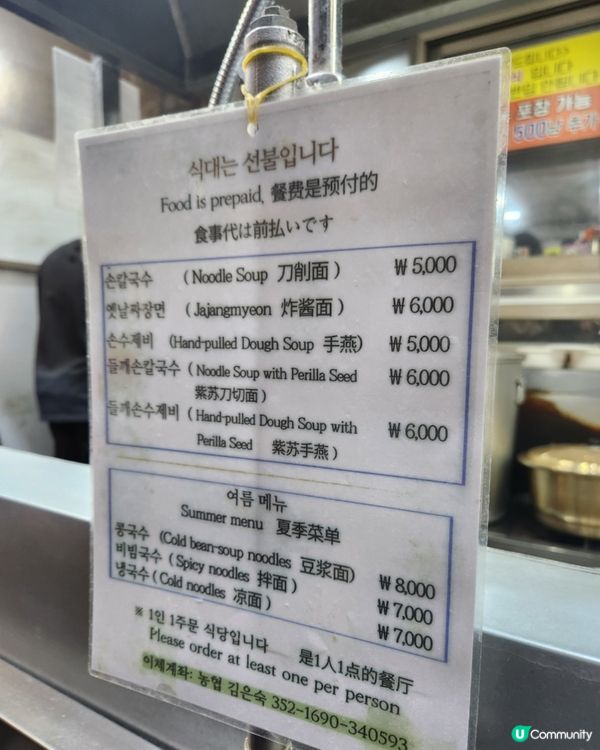 식대는 선불입니다
Food is prepaid, 餐费是预付的
食事代は前払いです
손칼국수 (Noodle Soup 刀削面) ₩ 5,000
옛날짜장면 (Jajangmyeon 炸酱面) ₩ 6,000
손수제비 (Hand-pulled Dough Soup 手燕) ₩ 5,000
들깨손칼국수 (Noodle Soup with Perilla Seed ₩ 6,000
紫苏刀切面)
들깨손수제비 (Hand-pulled Dough Soup with ₩ 6,000
Perilla Seed 紫苏手燕)
여름 메뉴
Summer menu 夏季菜单
콩국수 (Cold bean-soup noodles 豆浆面) ₩ 8,000
비빔국수 (Spicy noodles 拌面) ₩ 7,000
냉국수 (Cold noodles 凉面) ₩ 7,000
※ 1인 1주문 식당입니다 是1人1点的餐厅
Please order at least one per person
이체계좌: 농협 김은숙 352-1690-340593
포장 가능
500냥 추가
U Community